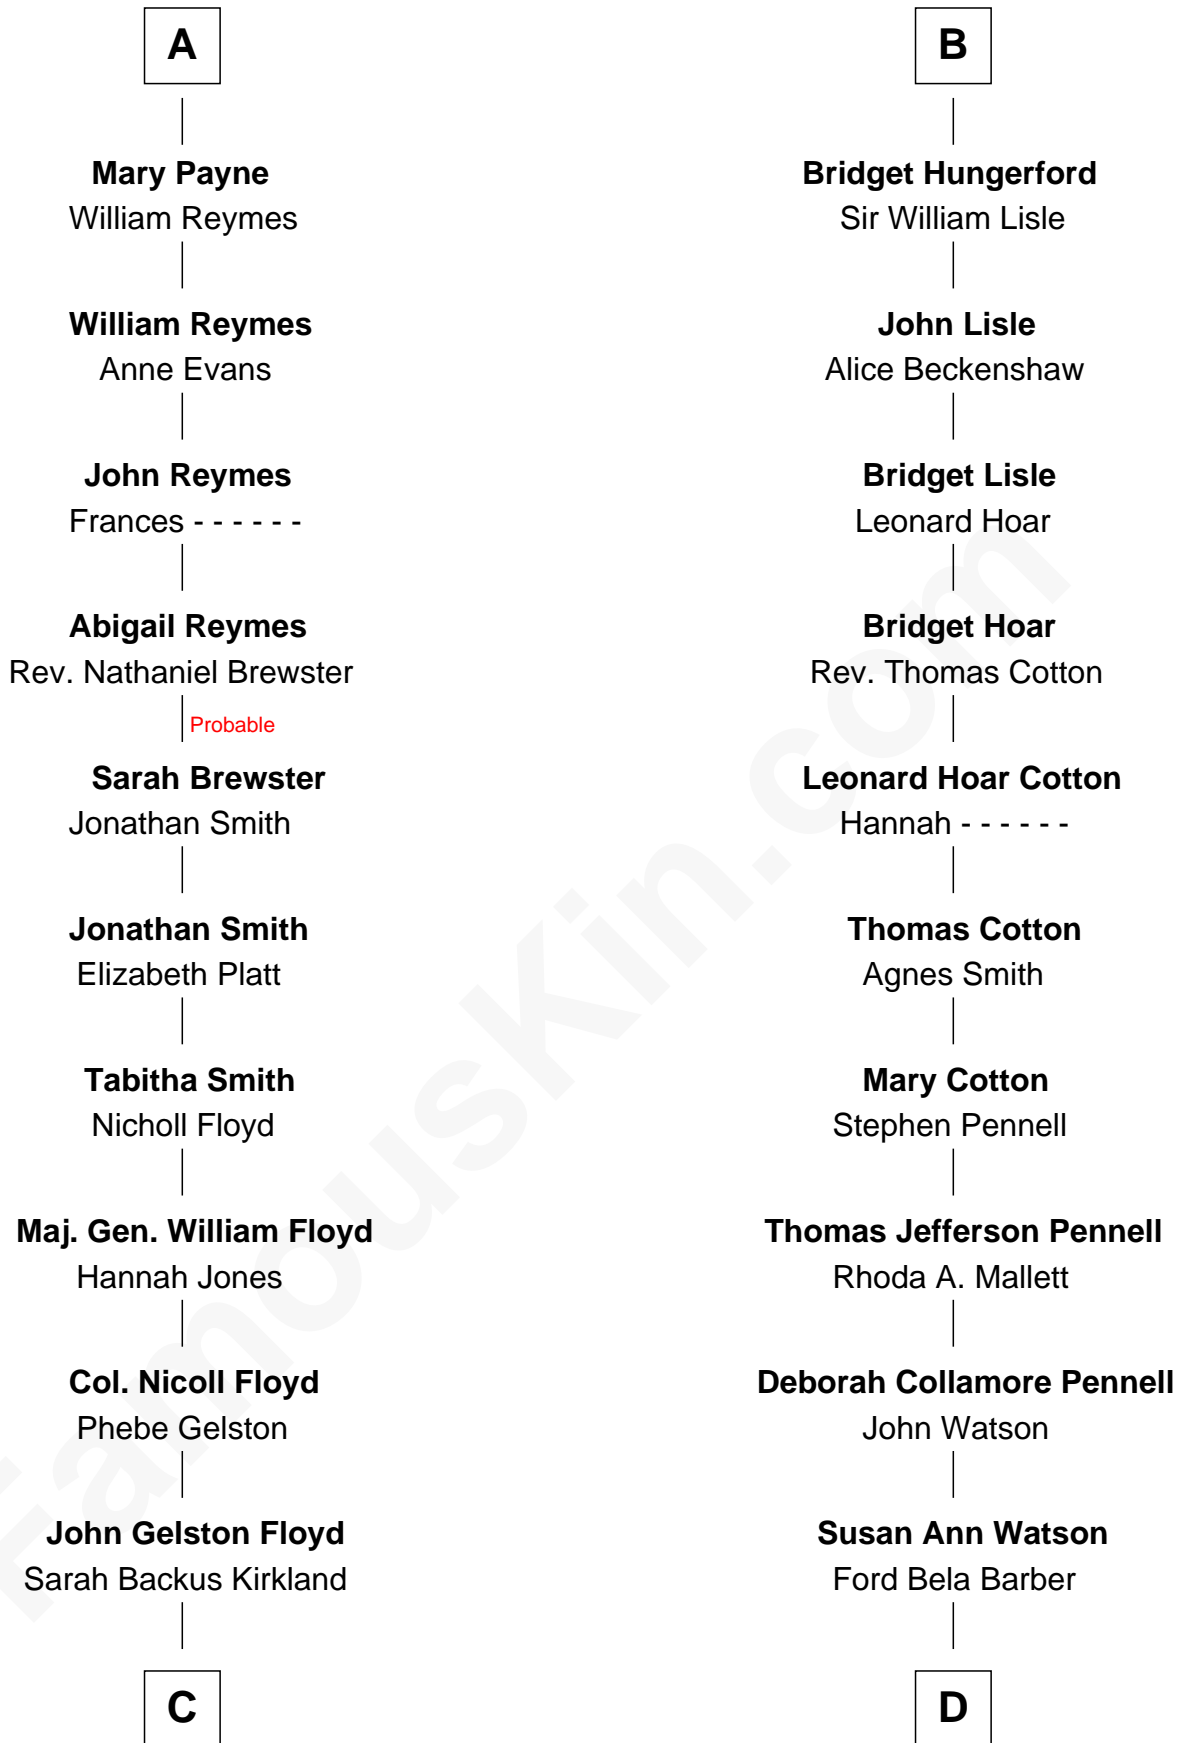 A
Mary Payne
William Reymes
William Reymes
Anne Evans
John Reymes
Frances - - - - - -
Abigail Reymes
Rev. Nathaniel Brewster
Probable
Sarah Brewster
Jonathan Smith
Jonathan Smith
Elizabeth Platt
Tabitha Smith
Nicholl Floyd
Maj. Gen. William Floyd
Hannah Jones
Col. Nicoll Floyd
Phebe Gelston
John Gelston Floyd
Sarah Backus Kirkland
C
B
Bridget Hungerford
Sir William Lisle
John Lisle
Alice Beckenshaw
Bridget Lisle
Leonard Hoar
Bridget Hoar
Rev. Thomas Cotton
Leonard Hoar Cotton
Hannah - - - - - -
Thomas Cotton
Agnes Smith
Mary Cotton
Stephen Pennell
Thomas Jefferson Pennell
Rhoda A. Mallett
Deborah Collamore Pennell
John Watson
Susan Ann Watson
Ford Bela Barber
D
FamousKin.com